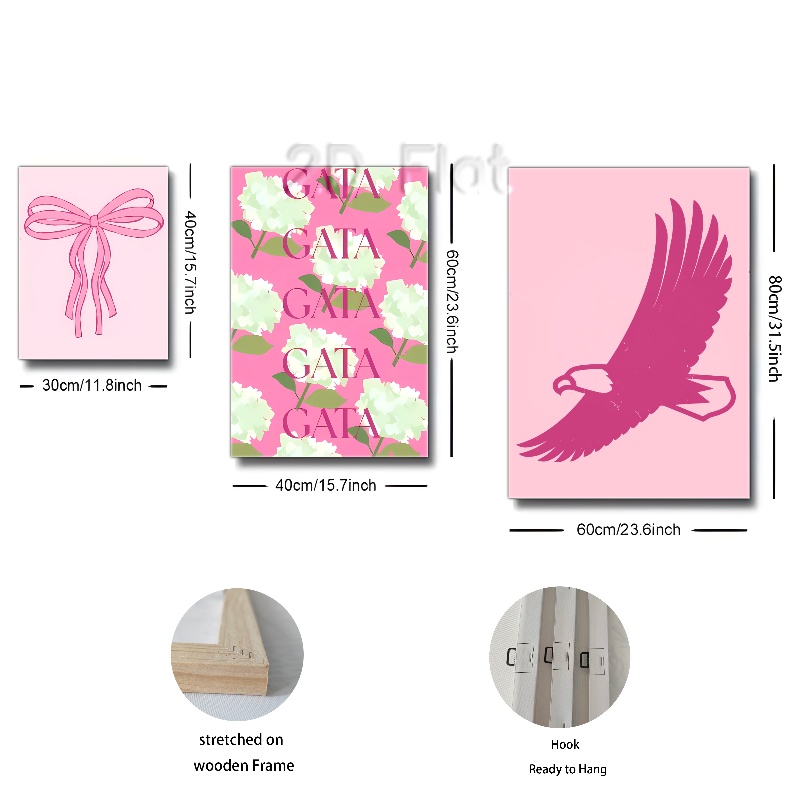 2D Flat
GATA
GATA
GATA
GATA
GATA
40cm/15.7inch
30cm/11.8inch
60cm/23.6inch
40cm/15.7inch
80cm/31.5inch
60cm/23.6inch
stretched on
wooden Frame
Hook
Ready to Hang